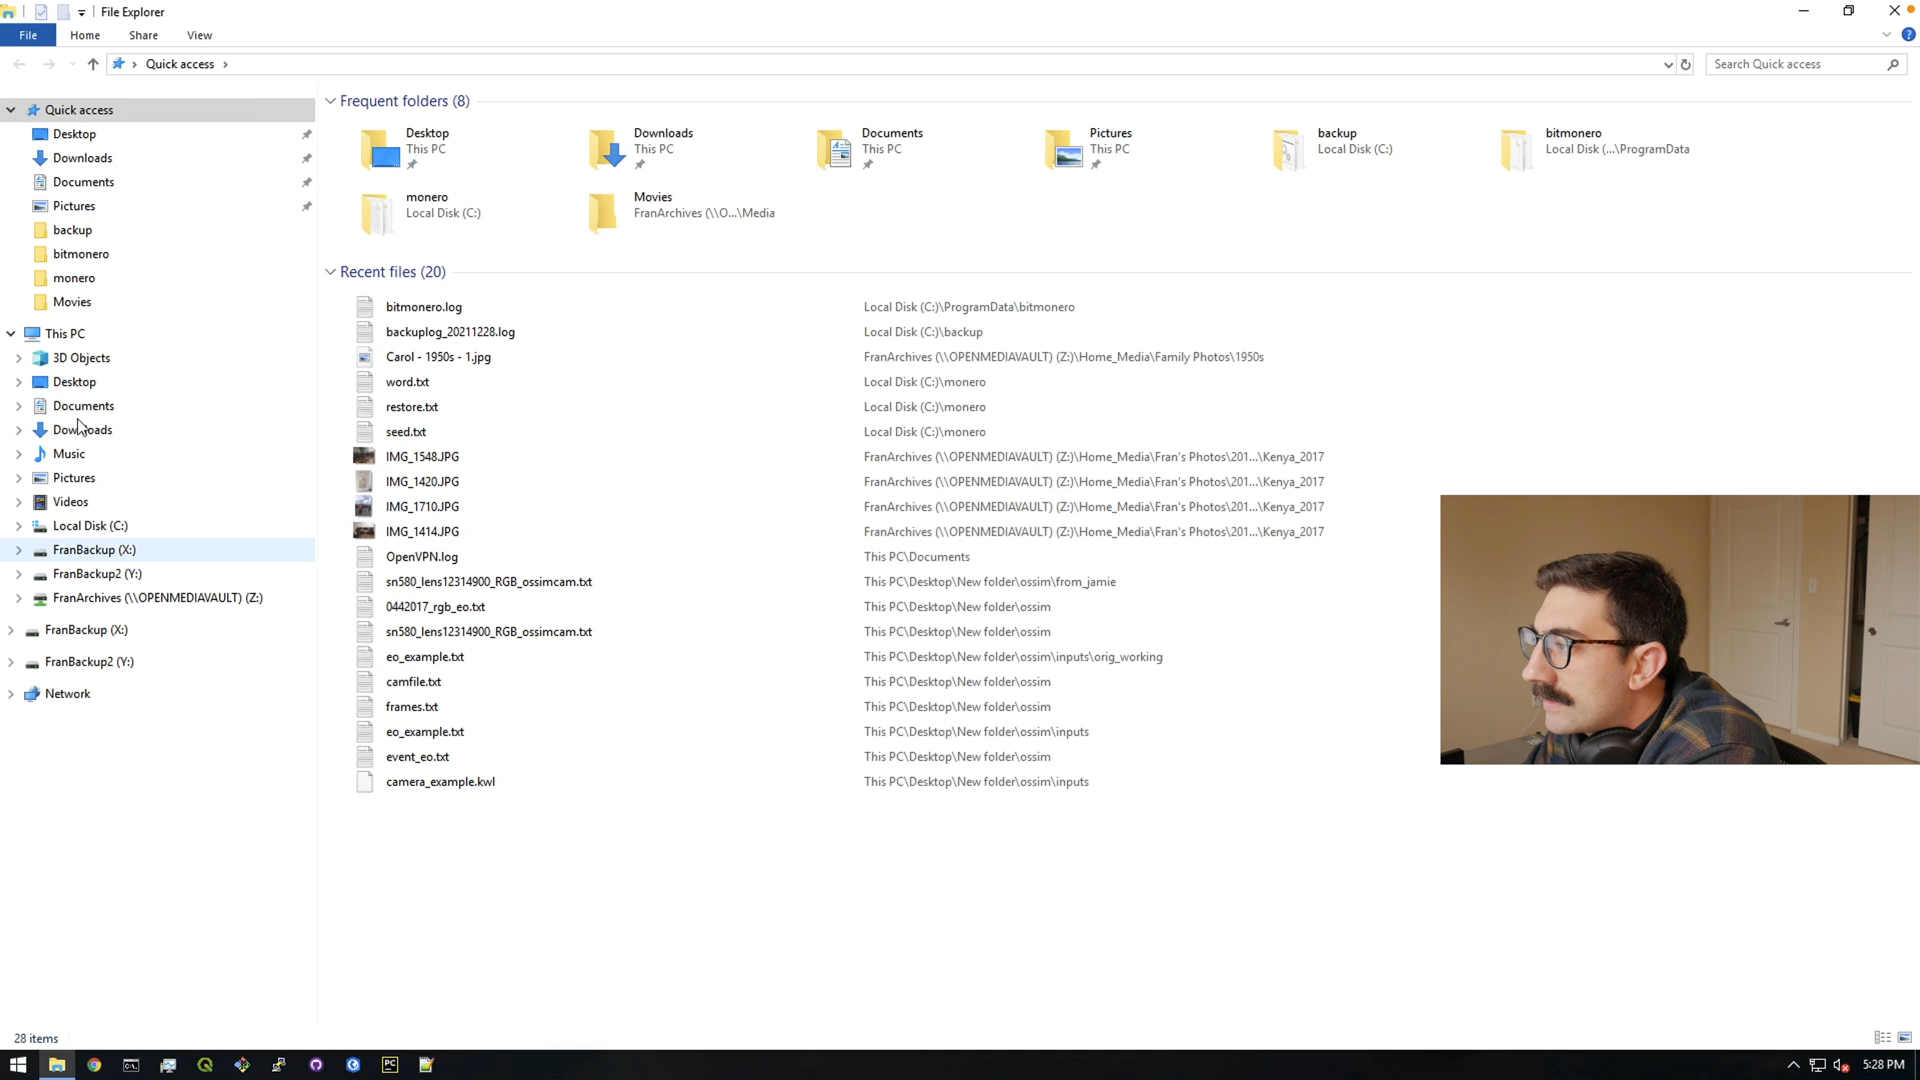 File Explorer
File Home Share View
Quick access
Search Quick access
Quick access
Desktop
Downloads
Documents
Pictures
backup
bitmonero
monero
Movies
This PC
3D Objects
Desktop
Documents
Downloads
Music
Pictures
Videos
Local Disk (C:)
FranBackup (X:)
FranBackup2 (Y:)
FranArchives (\\OPENMEDIAVAULT) (Z:)
FranBackup (X:)
FranBackup2 (Y:)
Network
Frequent folders (8)
Desktop
This PC
Downloads
This PC
Documents
This PC
Pictures
This PC
backup
Local Disk (C:)
bitmonero
Local Disk (...\ProgramData
monero
Local Disk (C:)
Movies
FranArchives (\\O...\Media
Recent files (20)
bitmonero.log Local Disk (C:)\ProgramData\bitmonero
backuplog_20211228.log Local Disk (C:)\backup
Carol - 1950s - 1.jpg FranArchives (\\OPENMEDIAVAULT) (Z:)\Home_Media\Family Photos\1950s
word.txt Local Disk (C:)\monero
restore.txt Local Disk (C:)\monero
seed.txt Local Disk (C:)\monero
IMG_1548.JPG FranArchives (\\OPENMEDIAVAULT) (Z:)\Home_Media\Fran's Photos\201...\Kenya_2017
IMG_1420.JPG FranArchives (\\OPENMEDIAVAULT) (Z:)\Home_Media\Fran's Photos\201...\Kenya_2017
IMG_1710.JPG FranArchives (\\OPENMEDIAVAULT) (Z:)\Home_Media\Fran's Photos\201...\Kenya_2017
IMG_1414.JPG FranArchives (\\OPENMEDIAVAULT) (Z:)\Home_Media\Fran's Photos\201...\Kenya_2017
OpenVPN.log This PC\Documents
sn580_lens12314900_RGB_ossimcam.txt This PC\Desktop\New folder\ossim\from_jamie
0442017_rgb_eo.txt This PC\Desktop\New folder\ossim
sn580_lens12314900_RGB_ossimcam.txt This PC\Desktop\New folder\ossim
eo_example.txt This PC\Desktop\New folder\ossim\inputs\orig_working
camfile.txt This PC\Desktop\New folder\ossim
frames.txt This PC\Desktop\New folder\ossim
eo_example.txt This PC\Desktop\New folder\ossim\inputs
event_eo.txt This PC\Desktop\New folder\ossim
camera_example.kwl This PC\Desktop\New folder\ossim\inputs
28 items
PC
5:28 PM